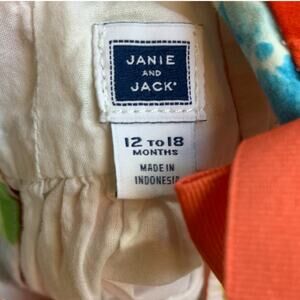 JANIE
AND
JACK®
12 TO 18
MONTHS
MADE IN
INDONESIA